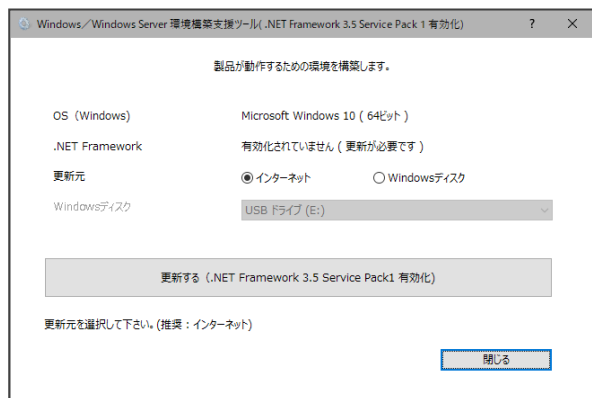 Windows／Windows Server 環境構築支援ツール( .NET Framework 3.5 Service Pack 1 有効化)
製品が動作するための環境を構築します。
OS（Windows) Microsoft Windows 10 ( 64ビット )
.NET Framework 有効化されていません ( 更新が必要です )
更新元 インターネット Windowsディスク
Windowsディスク USB ドライブ (E:)
更新する（.NET Framework 3.5 Service Pack1 有効化)
更新元を選択して下さい。(推奨：インターネット)
閉じる